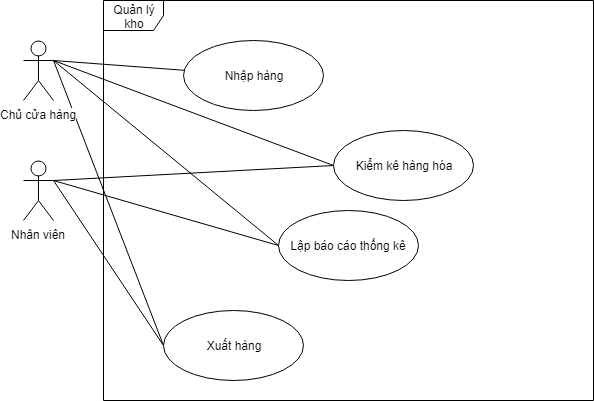 Quản lý
kho
Nhập hàng
Chủ cửa hàng
Kiểm kê hàng hóa
Nhân viên
Lập báo cáo thống kê
Xuất hàng